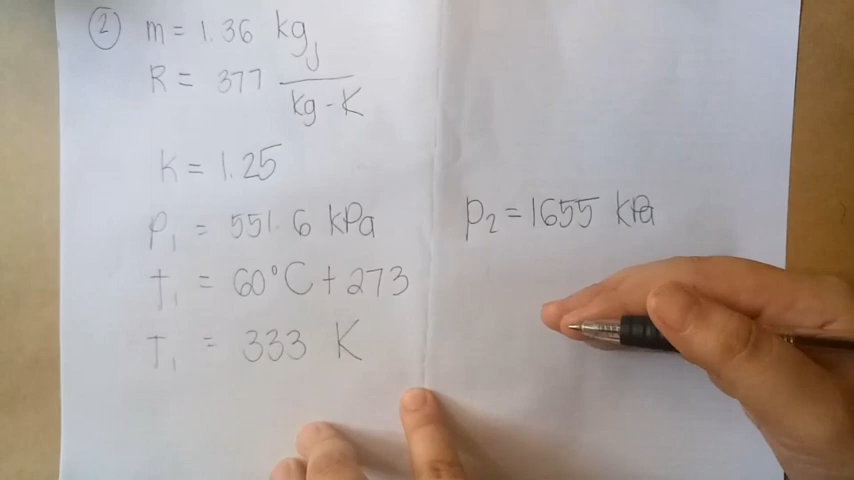 ② m = 1.36 kg
R = 377 J/kg-K
k = 1.25
P₁ = 551.6 kPa
t₁ = 60°C + 273
T₁ = 333 K
P₂ = 1655 kPa